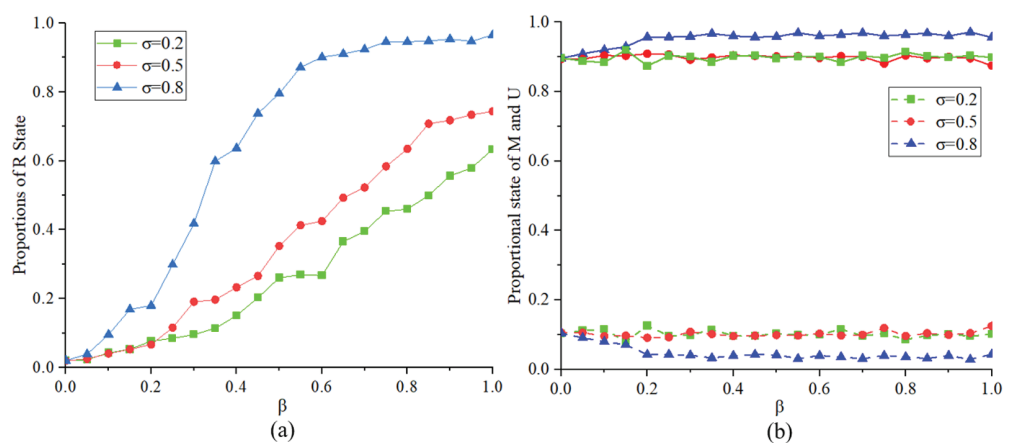 (a)
1.0
0.8
0.6
0.4
0.2
0.0
Proportions of R State
σ=0.2
σ=0.5
σ=0.8
0.0 0.2 0.4 0.6 0.8 1.0
β
(b)
1.0
0.8
0.6
0.4
0.2
0.0
Proportional state of M and U
σ=0.2
σ=0.5
σ=0.8
0.0 0.2 0.4 0.6 0.8 1.0
β